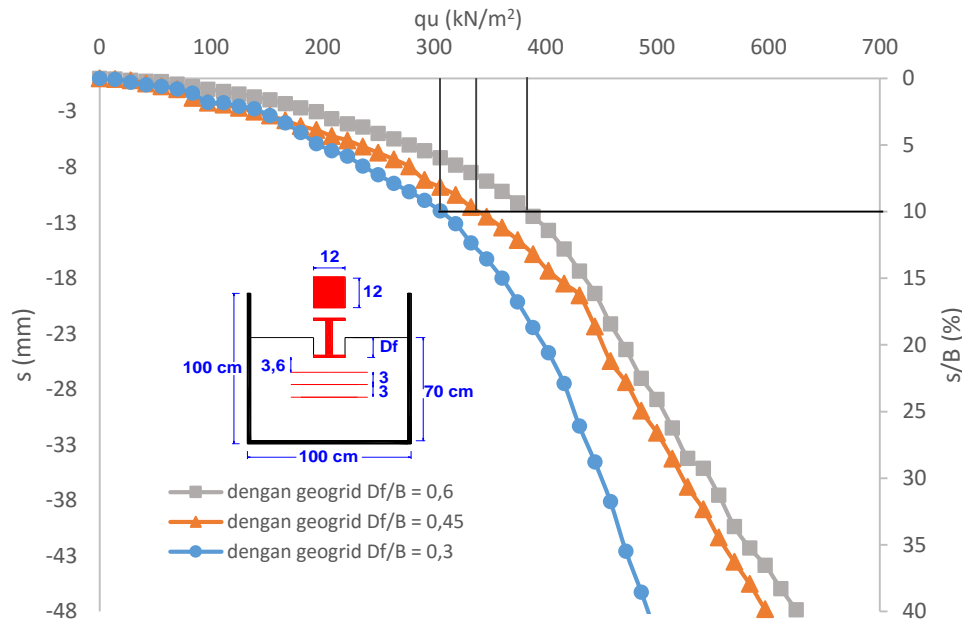 qu (kN/m²)
0 100 200 300 400 500 600 700
-3
-8
-13
-18
-23
-28
-33
-38
-43
-48
s (mm)
0
5
10
15
20
25
30
35
40
s/B (%)
12
12
Df
100 cm
3,6
3
3
70 cm
100 cm
dengan geogrid Df/B = 0,6
dengan geogrid Df/B = 0,45
dengan geogrid Df/B = 0,3